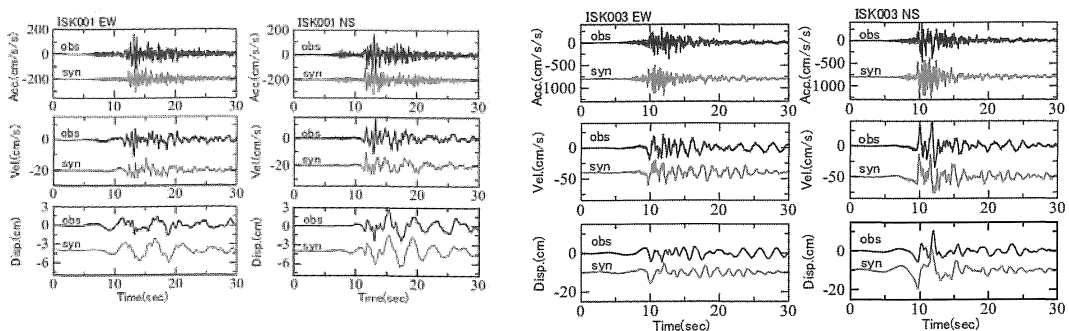 ISK001 EW
200
0
-200
Acc.(cm/s/s)
obs
syn
0 10 20 30
0
-20
Vel.(cm/s)
obs
syn
0 10 20 30
3
0
-3
-6
Disp.(cm)
obs
syn
0 10 20 30
Time(sec)
ISK001 NS
200
0
-200
Acc.(cm/s/s)
obs
syn
0 10 20 30
0
-20
Vel.(cm/s)
obs
syn
0 10 20 30
3
0
-3
-6
Disp.(cm)
obs
syn
0 10 20 30
Time(sec)
ISK003 EW
0
-500
1000
Acc.(cm/s/s)
obs
syn
0 10 20 30
0
-50
Vel.(cm/s)
obs
syn
0 10 20 30
0
-20
Disp.(cm)
obs
syn
0 10 20 30
Time(sec)
ISK003 NS
0
-500
1000
Acc.(cm/s/s)
obs
syn
0 10 20 30
0
-50
Vel.(cm/s)
obs
syn
0 10 20 30
0
-20
Disp.(cm)
obs
syn
0 10 20 30
Time(sec)